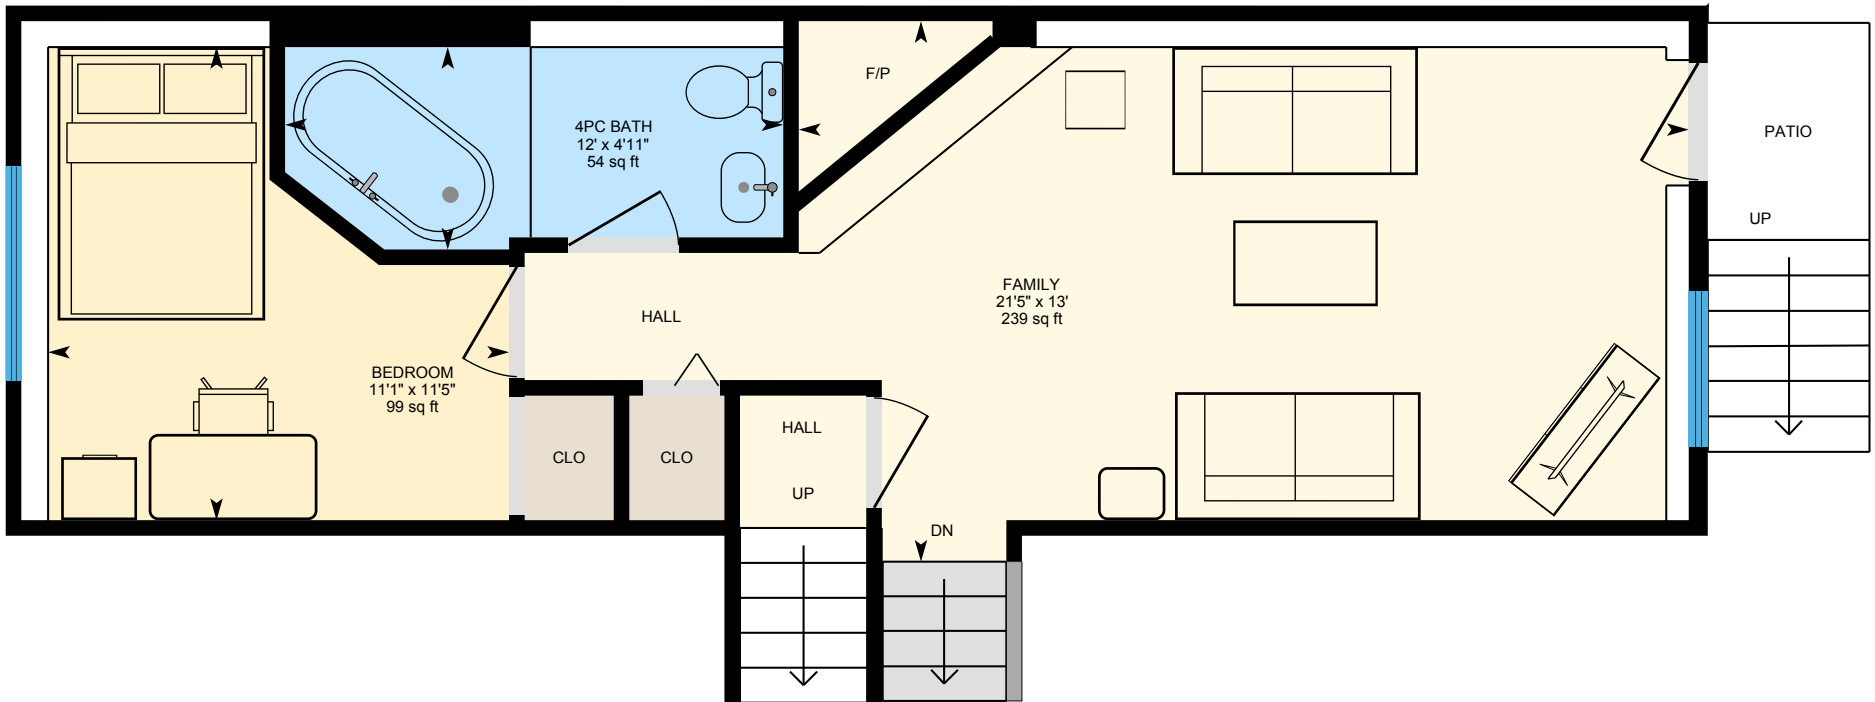 F/P
4PC BATH
12' x 4'11"
54 sq ft
PATIO
UP
FAMILY
21'5" x 13'
239 sq ft
HALL
BEDROOM
11'1" x 11'5"
99 sq ft
CLO
CLO
HALL
UP
DN